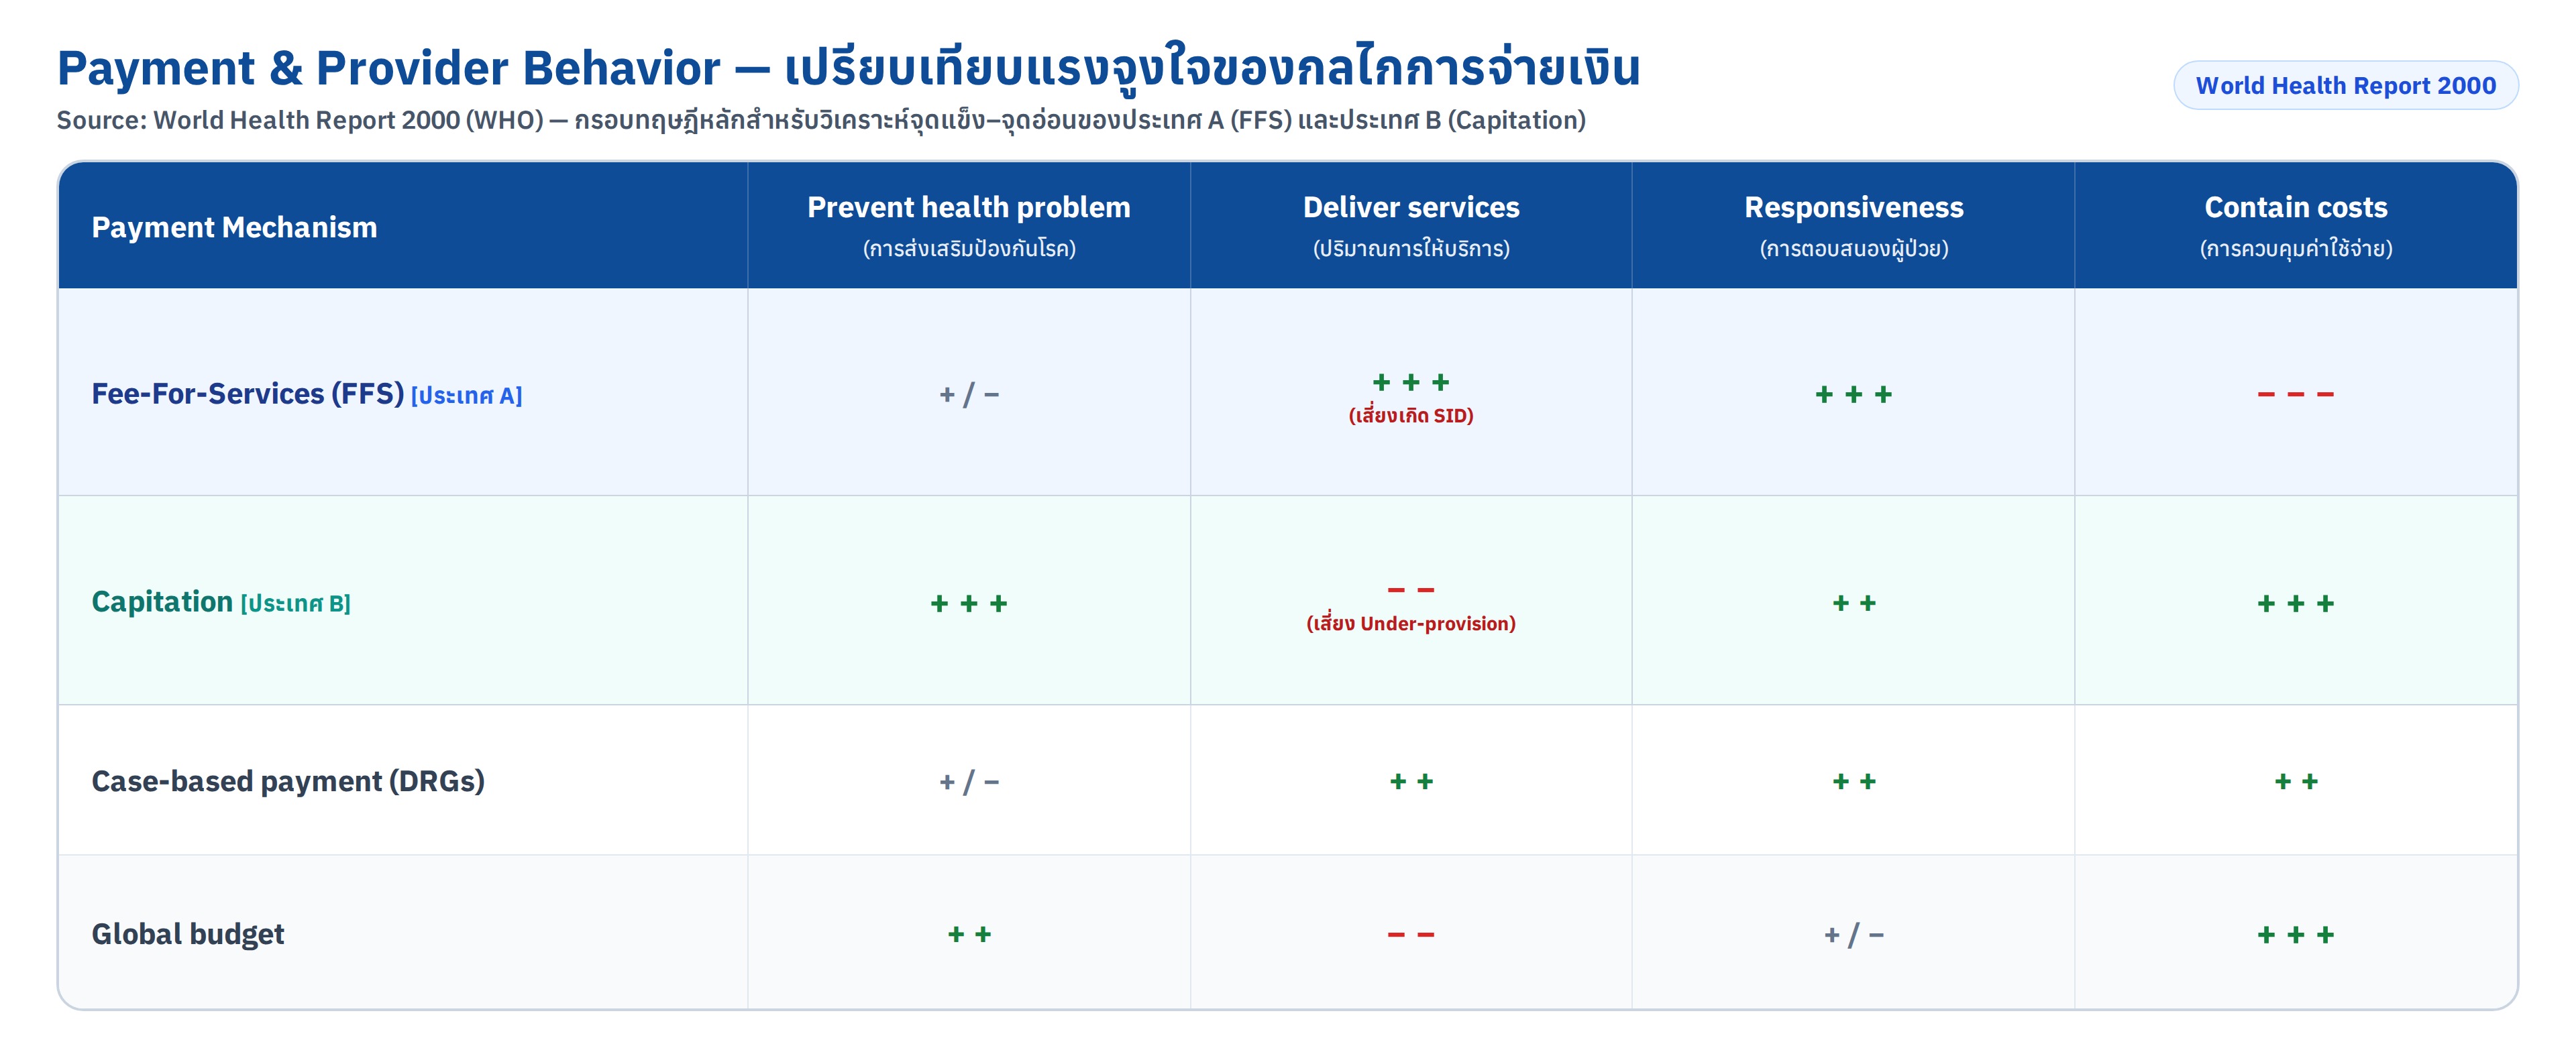 Payment & Provider Behavior — เปรียบเทียบแรงจูงใจของกลไกการจ่ายเงิน
Source: World Health Report 2000 (WHO) — กรอบทฤษฎีหลักสำหรับวิเคราะห์จุดแข็ง–จุดอ่อนของประเทศ A (FFS) และประเทศ B (Capitation)
World Health Report 2000
Payment Mechanism
Prevent health problem
(การส่งเสริมป้องกันโรค)
Deliver services
(ปริมาณการให้บริการ)
Responsiveness
(การตอบสนองผู้ป่วย)
Contain costs
(การควบคุมค่าใช้จ่าย)
Fee-For-Services (FFS) [ประเทศ A]
+ / −
+ + +
(เสี่ยงเกิด SID)
+ + +
− − −
Capitation [ประเทศ B]
+ + +
− −
(เสี่ยง Under-provision)
+ +
+ + +
Case-based payment (DRGs)
+ / −
+ +
+ +
+ +
Global budget
+ +
− −
+ / −
+ + +